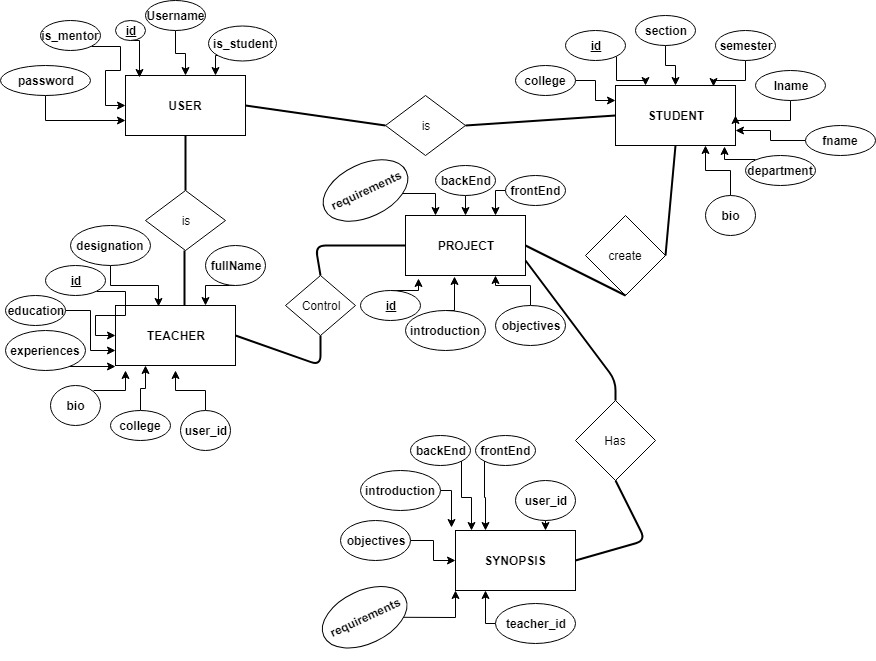 Username
id
is_mentor
is_student
password
USER
is
id
section
semester
college
lname
STUDENT
fname
department
bio
is
requirements
backEnd
frontEnd
PROJECT
create
id
introduction
objectives
Control
designation
fullName
id
education
TEACHER
experiences
bio
college
user_id
Has
backEnd
frontEnd
introduction
user_id
objectives
SYNOPSIS
requirements
teacher_id